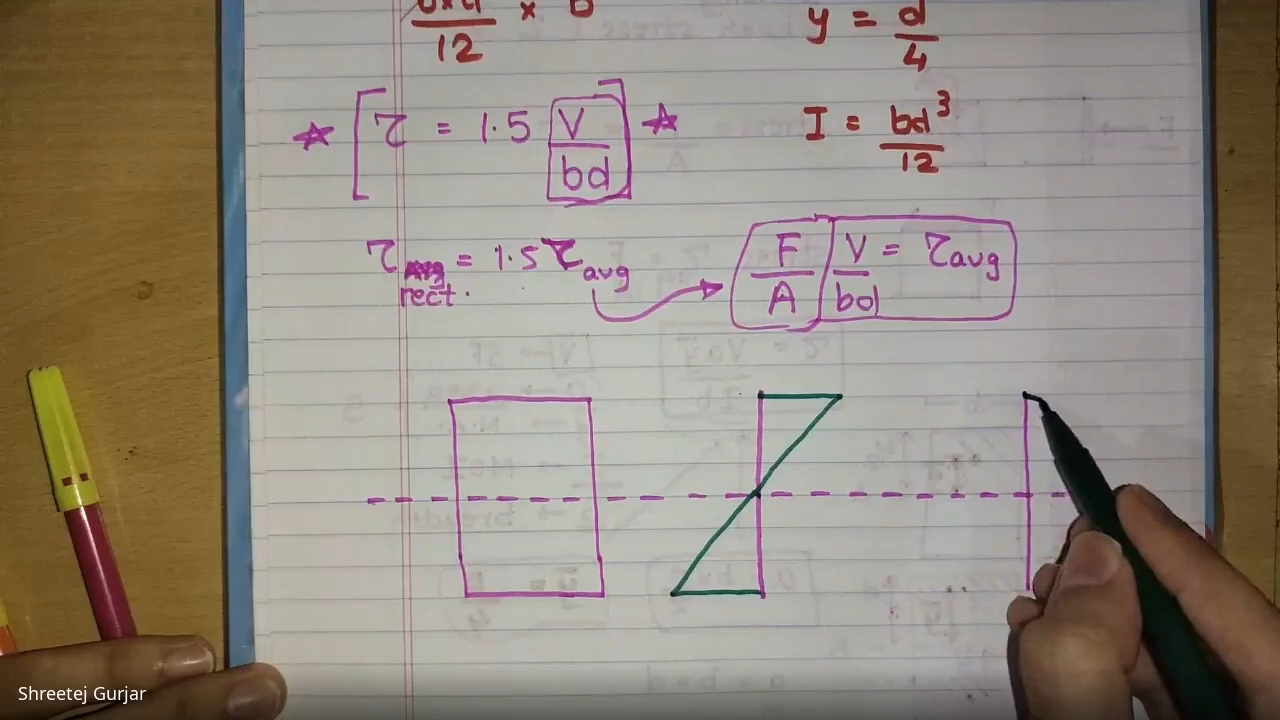 12
y = d/4
τ = 1.5 V/bd
I = bd³/12
τ rect. = 1.5 τavg
F/A V/bd = τavg
Shreetej Gurjar